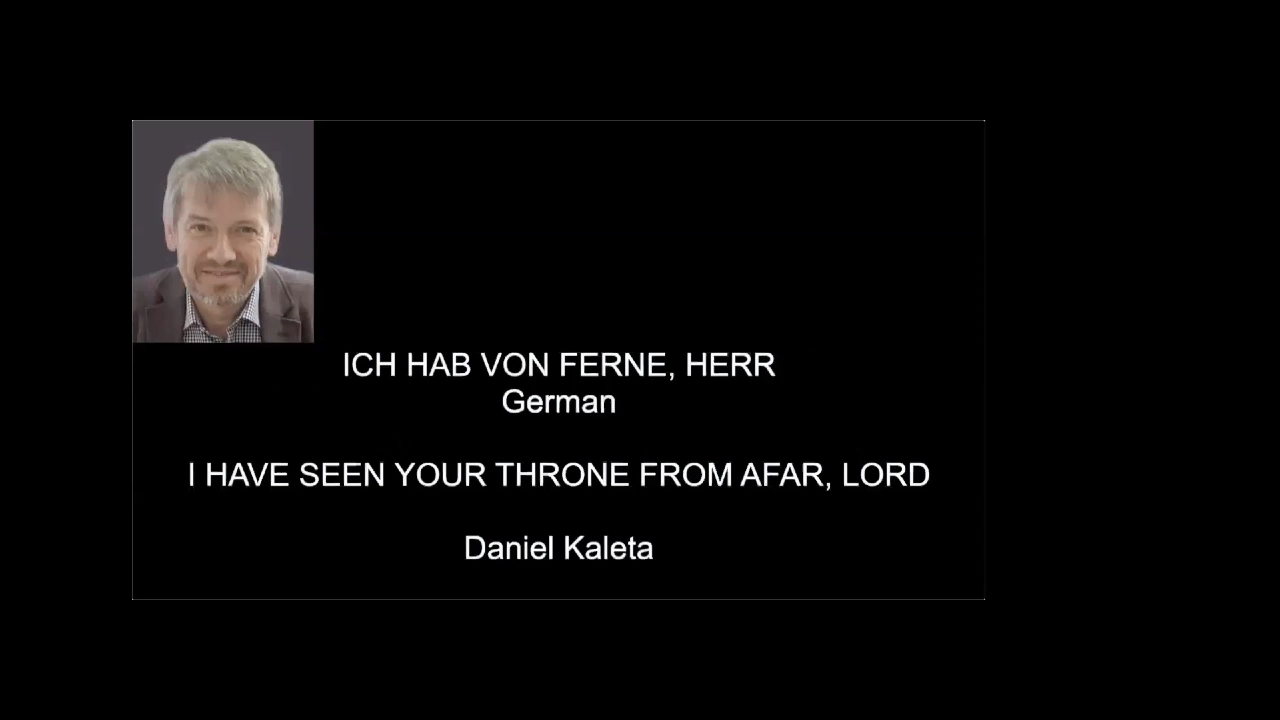 ICH HAB VON FERNE, HERR
German
I HAVE SEEN YOUR THRONE FROM AFAR, LORD
Daniel Kaleta